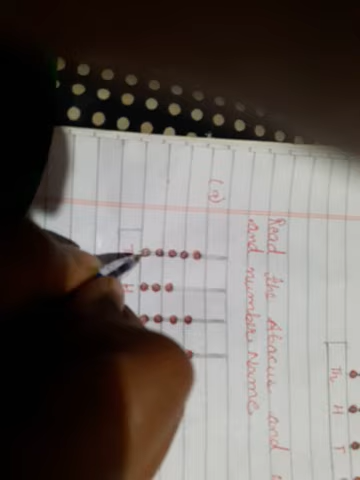 Th H T
Read the Abacus and
and number Name.
(a)
H